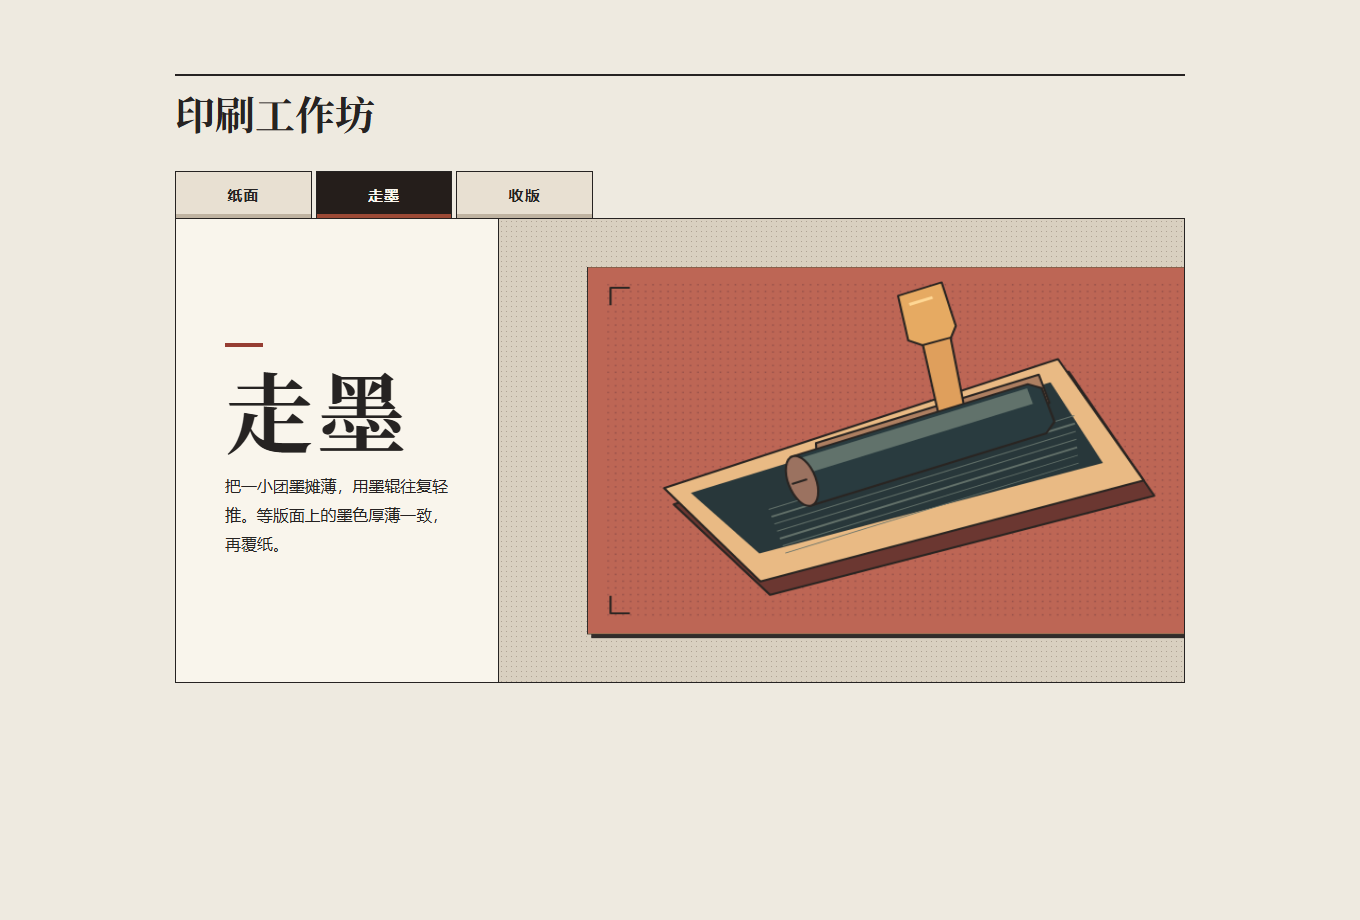 印刷工作坊
纸面
走墨
收版
走墨
把一小团墨摊薄，用墨辊往复轻
推。等版面上的墨色厚薄一致，
再覆纸。